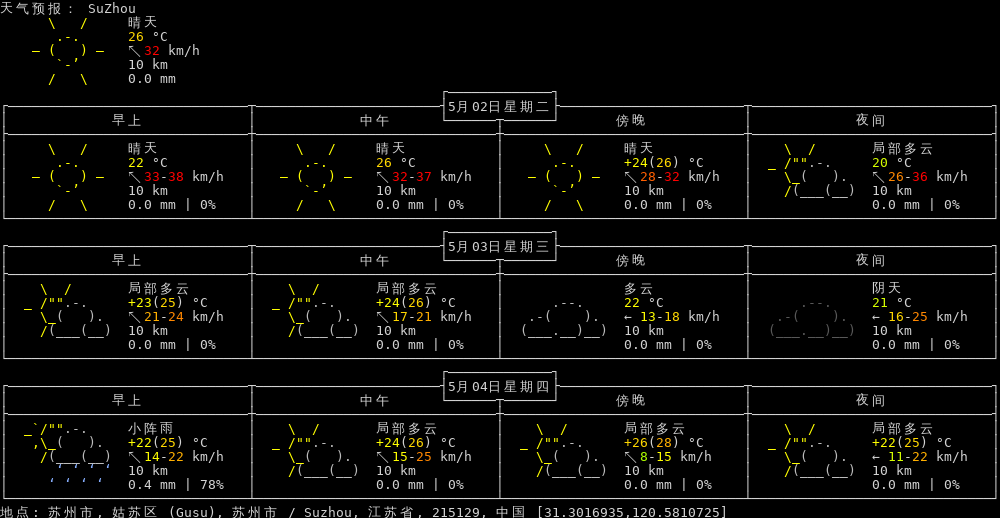 天气预报: SuZhou
晴天
26 °C
↖32 km/h
10 km
0.0 mm
5月02日星期二
早上 中午 傍晚 夜间
晴天 晴天 晴天 局部多云
22 °C 26 °C +24(26) °C 20 °C
↖33-38 km/h ↖32-37 km/h ↖28-32 km/h ↖26-36 km/h
10 km 10 km 10 km 10 km
0.0 mm | 0% 0.0 mm | 0% 0.0 mm | 0% 0.0 mm | 0%
5月03日星期三
早上 中午 傍晚 夜间
局部多云 局部多云 多云 阴天
+23(25) °C +24(26) °C 22 °C 21 °C
↖21-24 km/h ↖17-21 km/h ← 13-18 km/h ← 16-25 km/h
10 km 10 km 10 km 10 km
0.0 mm | 0% 0.0 mm | 0% 0.0 mm | 0% 0.0 mm | 0%
5月04日星期四
早上 中午 傍晚 夜间
小阵雨 局部多云 局部多云 局部多云
+22(25) °C +24(26) °C +26(28) °C +22(25) °C
↖14-22 km/h ↖15-25 km/h ↖8-15 km/h ← 11-22 km/h
10 km 10 km 10 km 10 km
0.4 mm | 78% 0.0 mm | 0% 0.0 mm | 0% 0.0 mm | 0%
地点: 苏州市, 姑苏区 (Gusu), 苏州市 / Suzhou, 江苏省, 215129, 中国 [31.3016935,120.5810725]